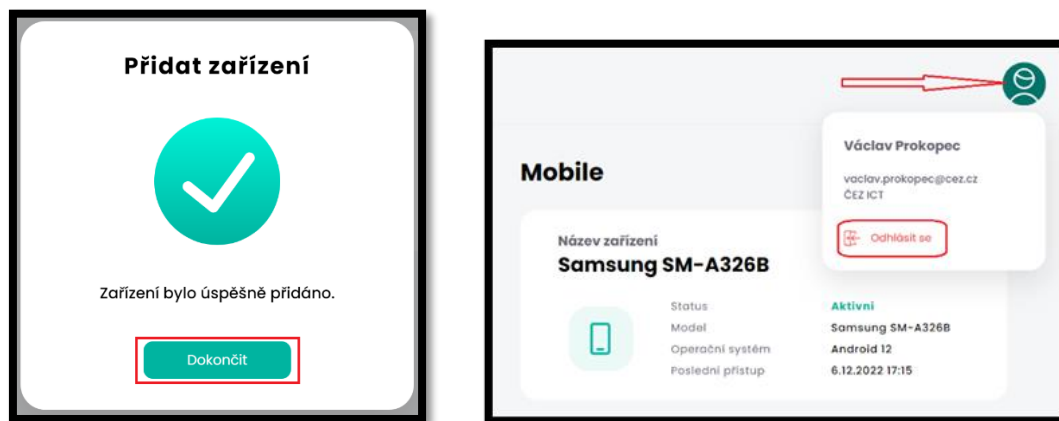 Přidat zařízení
Zařízení bylo úspěšně přidáno.
Dokončit
Václav Prokopec
vaclav.prokopec@cez.cz
ČEZ ICT
Odhlásit se
Mobile
Název zařízení
Samsung SM-A326B
Status Aktivní
Model Samsung SM-A326B
Operační systém Android 12
Poslední přístup 6.12.2022 17:15